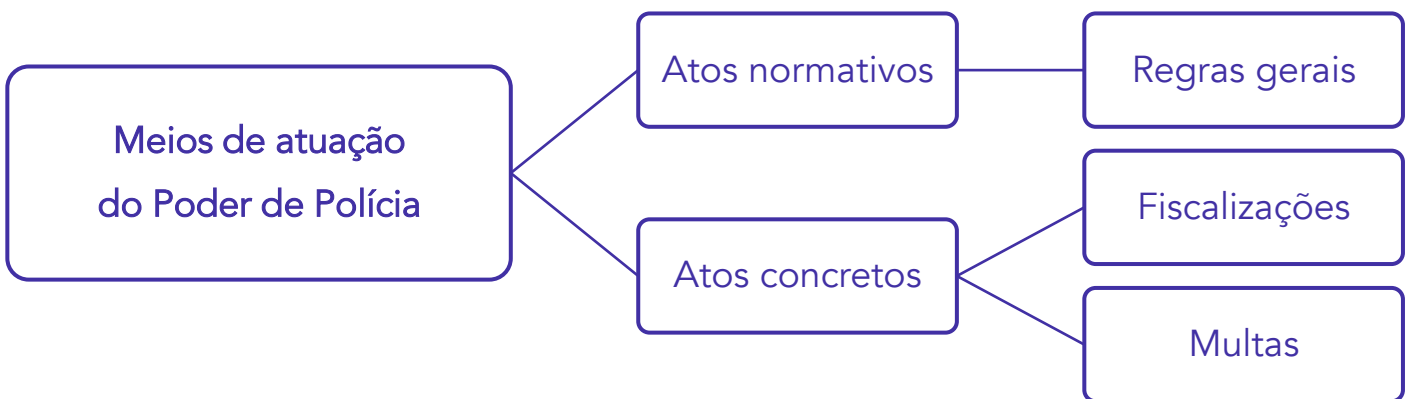 Meios de atuação
do Poder de Polícia
Atos normativos
Regras gerais
Atos concretos
Fiscalizações
Multas